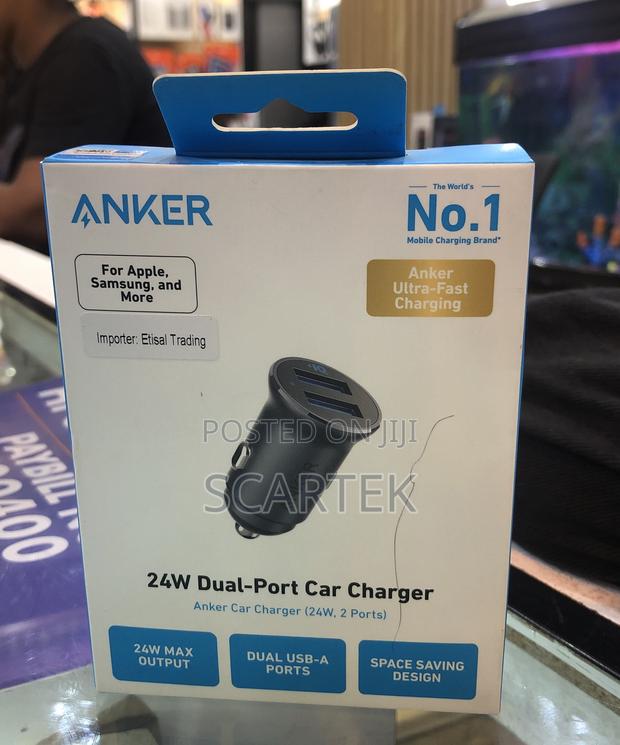 ANKER
The World's
No.1
Mobile Charging Brand*
For Apple,
Samsung, and
More
Anker
Ultra-Fast
Charging
Importer: Etisal Trading
POSTED ON JIJI
SCARTEK
PAYBILL
00400
24W Dual-Port Car Charger
Anker Car Charger (24W, 2 Ports)
24W MAX
OUTPUT
DUAL USB-A
PORTS
SPACE SAVING
DESIGN